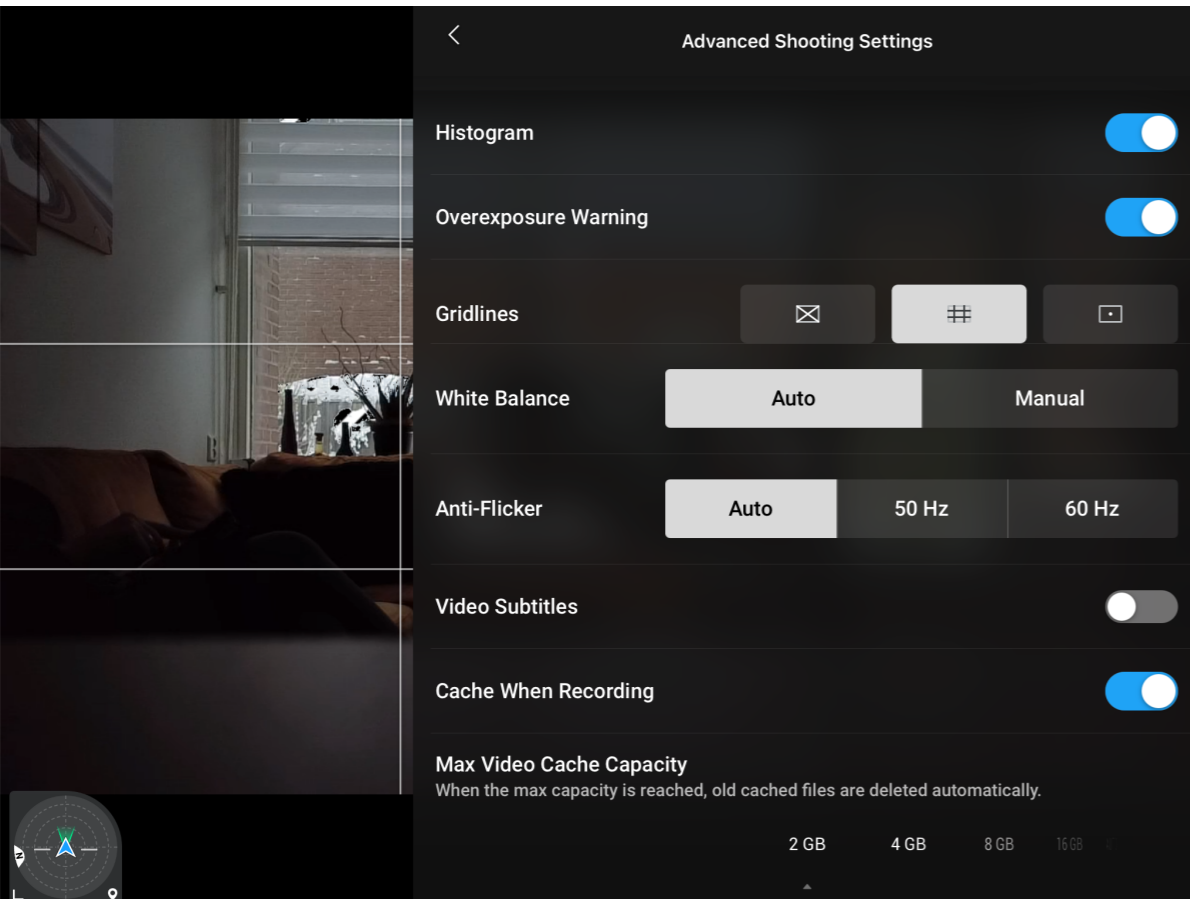 Advanced Shooting Settings
Histogram
Overexposure Warning
Gridlines
White Balance Auto Manual
Anti-Flicker Auto 50 Hz 60 Hz
Video Subtitles
Cache When Recording
Max Video Cache Capacity
When the max capacity is reached, old cached files are deleted automatically.
2 GB 4 GB 8 GB 16 GB
N